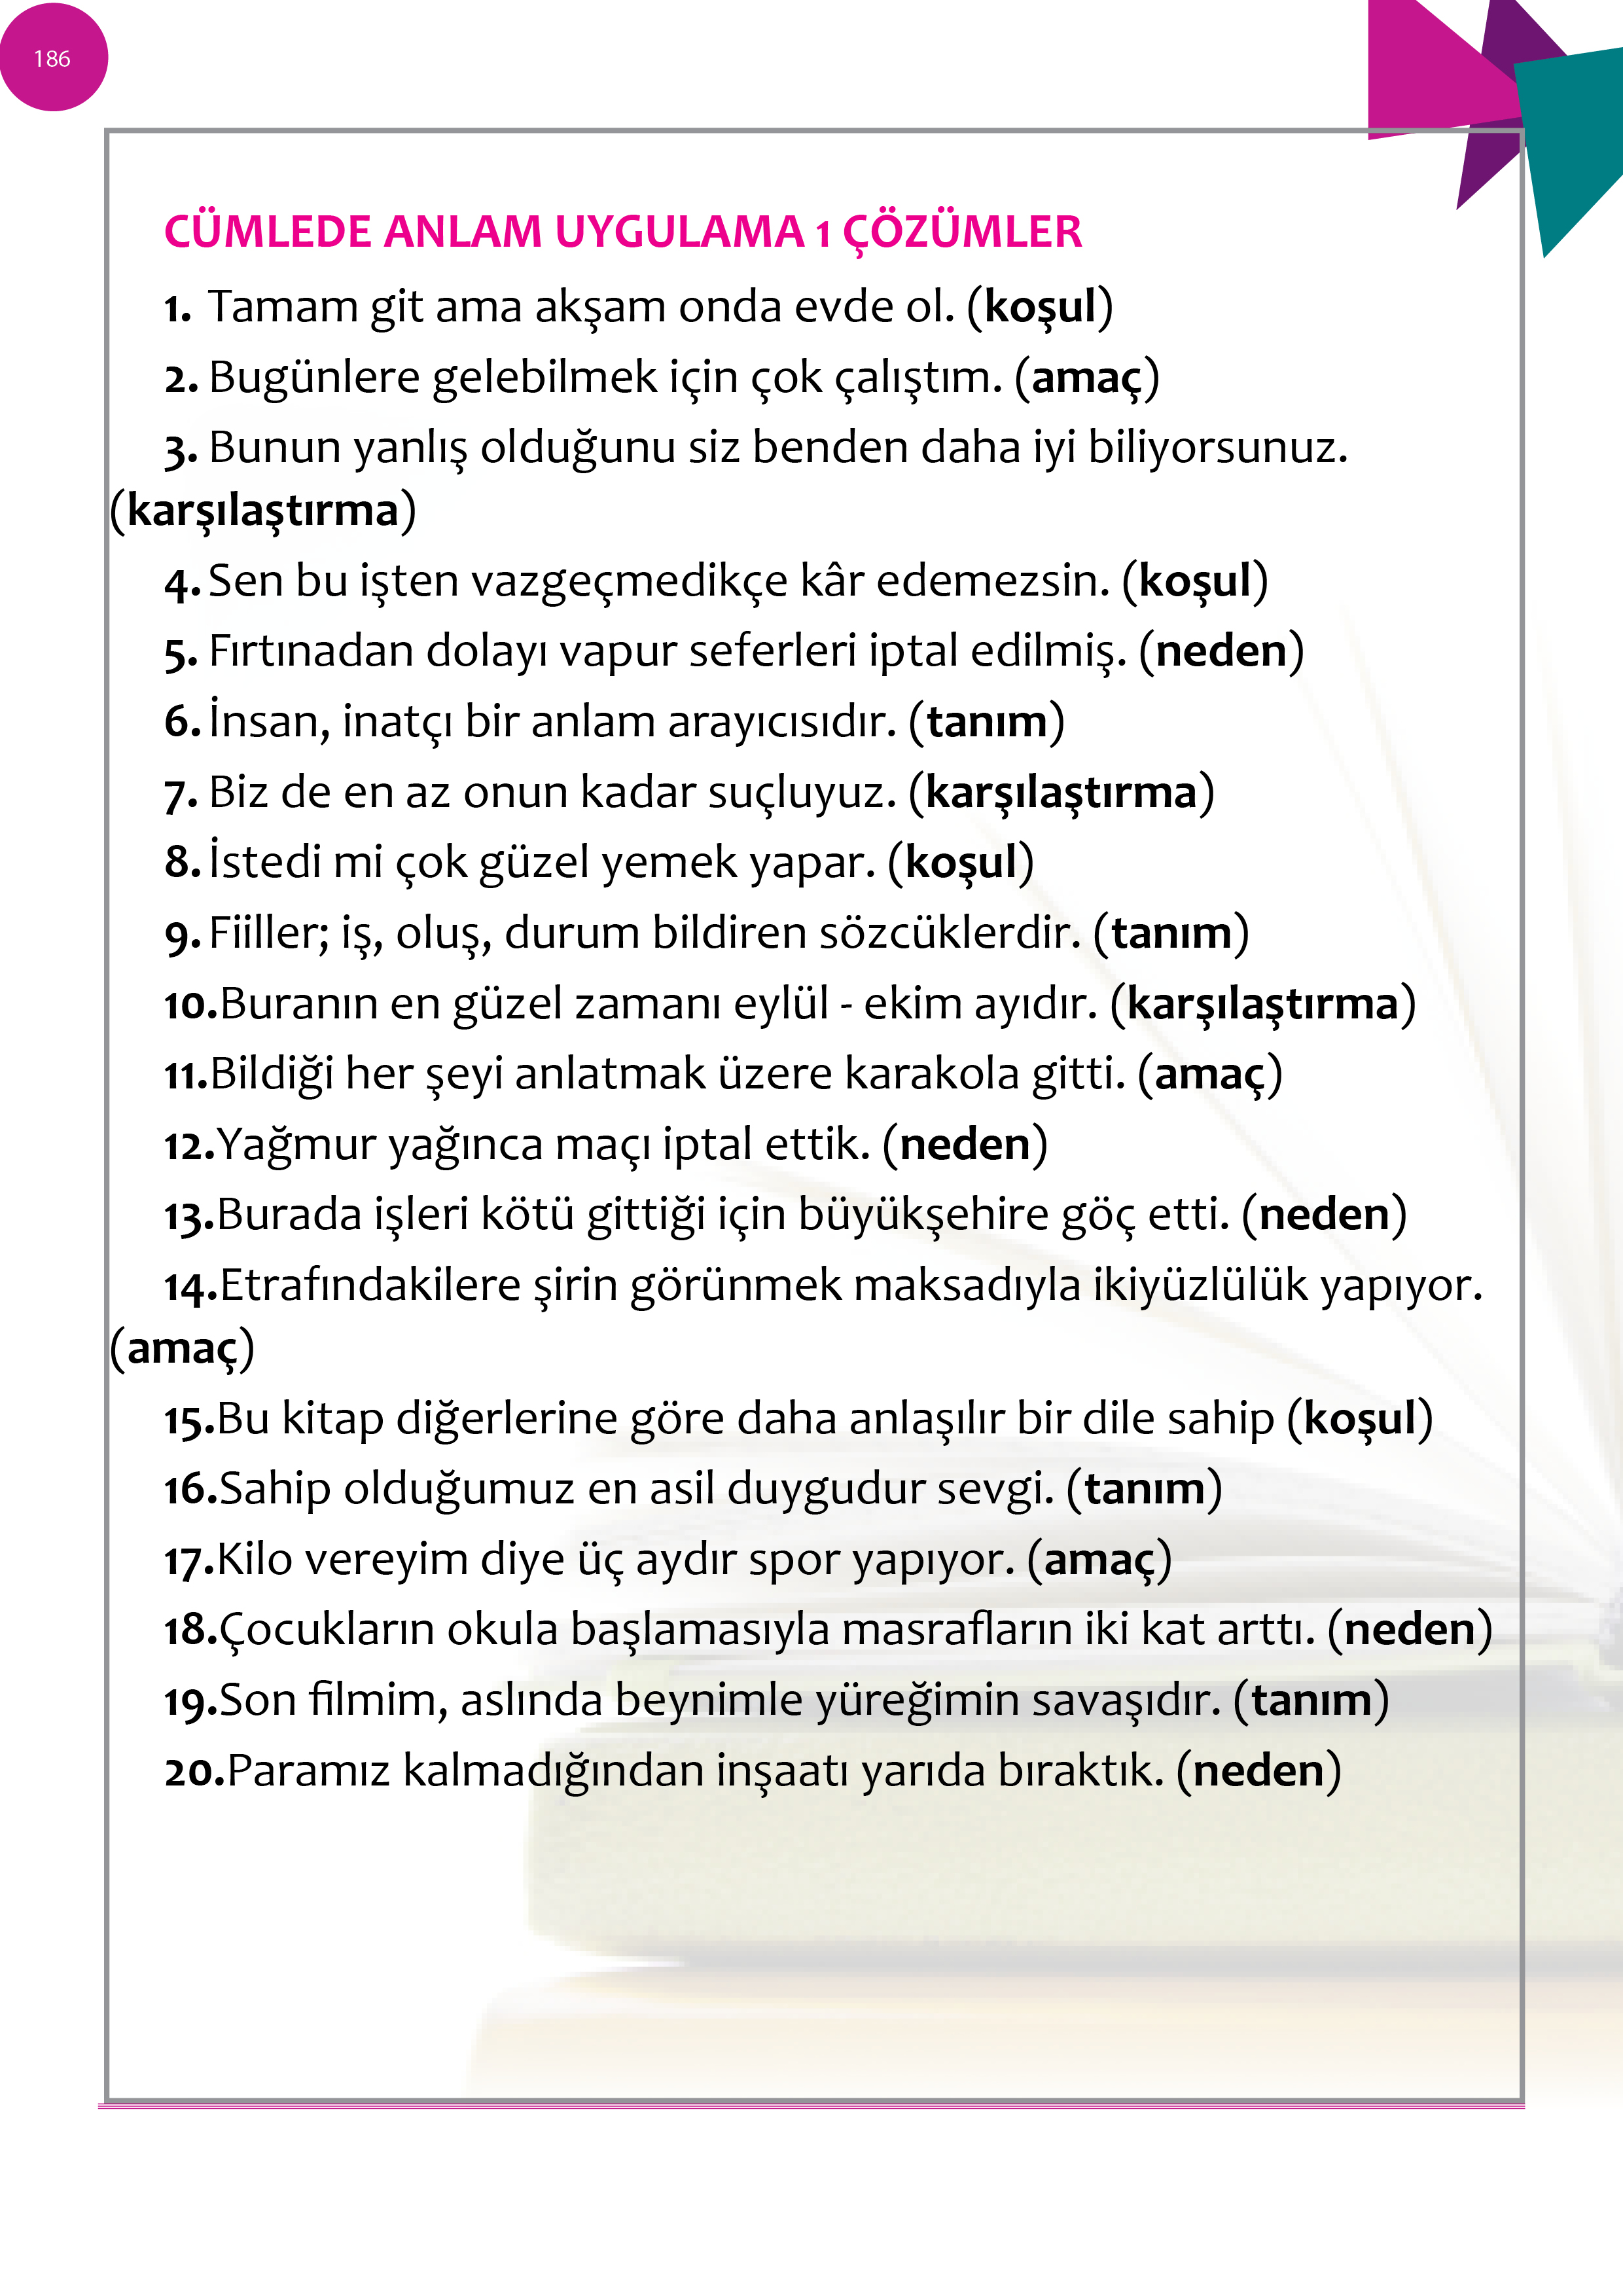 186
CÜMLEDE ANLAM UYGULAMA 1 ÇÖZÜMLER
1. Tamam git ama akşam onda evde ol. (koşul)
2. Bugünlere gelebilmek için çok çalıştım. (amaç)
3. Bunun yanlış olduğunu siz benden daha iyi biliyorsunuz.
(karşılaştırma)
4. Sen bu işten vazgeçmedikçe kâr edemezsin. (koşul)
5. Fırtınadan dolayı vapur seferleri iptal edilmiş. (neden)
6. İnsan, inatçı bir anlam arayıcısıdır. (tanım)
7. Biz de en az onun kadar suçluyuz. (karşılaştırma)
8. İstedi mi çok güzel yemek yapar. (koşul)
9. Fiiller; iş, oluş, durum bildiren sözcüklerdir. (tanım)
10.Buranın en güzel zamanı eylül - ekim ayıdır. (karşılaştırma)
11.Bildiği her şeyi anlatmak üzere karakola gitti. (amaç)
12.Yağmur yağınca maçı iptal ettik. (neden)
13.Burada işleri kötü gittiği için büyükşehire göç etti. (neden)
14.Etrafındakilere şirin görünmek maksadıyla ikiyüzlülük yapıyor.
(amaç)
15.Bu kitap diğerlerine göre daha anlaşılır bir dile sahip (koşul)
16.Sahip olduğumuz en asil duygudur sevgi. (tanım)
17.Kilo vereyim diye üç aydır spor yapıyor. (amaç)
18.Çocukların okula başlamasıyla masrafların iki kat arttı. (neden)
19.Son filmim, aslında beynimle yüreğimin savaşıdır. (tanım)
20.Paramız kalmadığından inşaatı yarıda bıraktık. (neden)